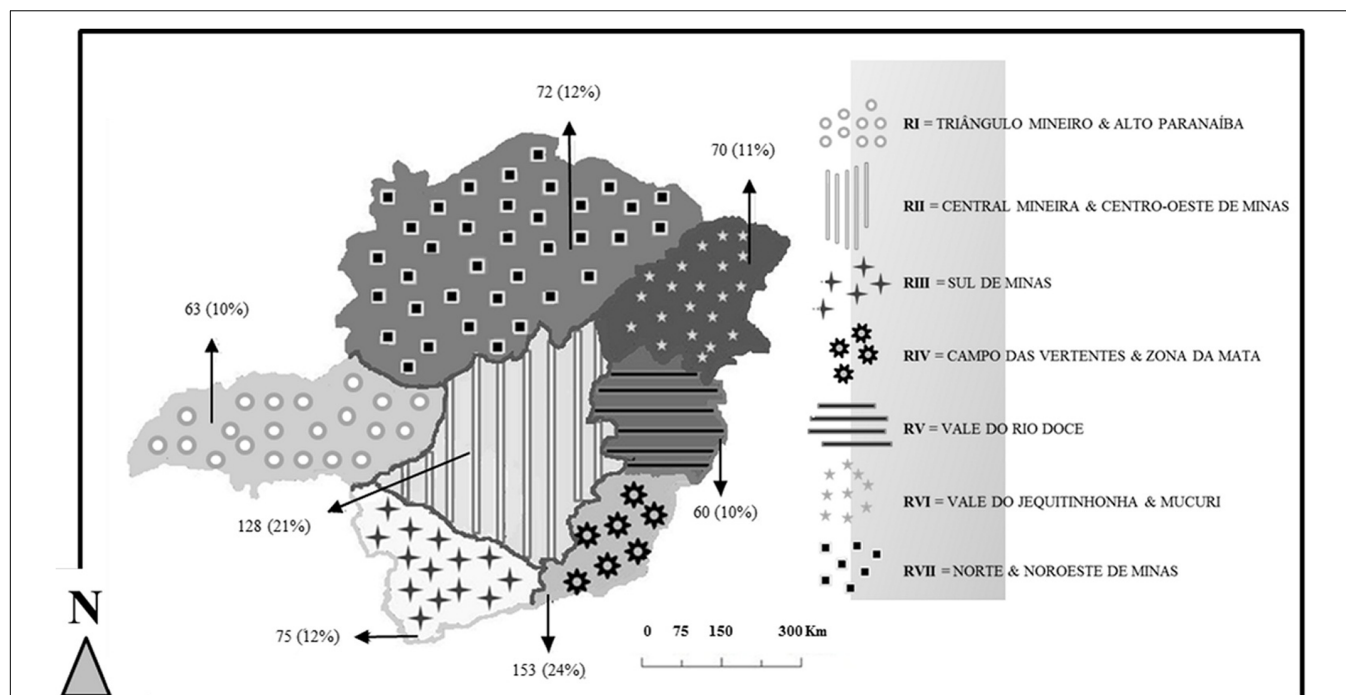 72 (12%)
70 (11%)
63 (10%)
128 (21%)
60 (10%)
75 (12%)
153 (24%)
RI = TRIÂNGULO MINEIRO & ALTO PARANAÍBA
RII = CENTRAL MINEIRA & CENTRO-OESTE DE MINAS
RIII = SUL DE MINAS
RIV = CAMPO DAS VERTENTES & ZONA DA MATA
RV = VALE DO RIO DOCE
RVI = VALE DO JEQUITINHONHA & MUCURI
RVII = NORTE & NOROESTE DE MINAS
N
0 75 150 300 Km